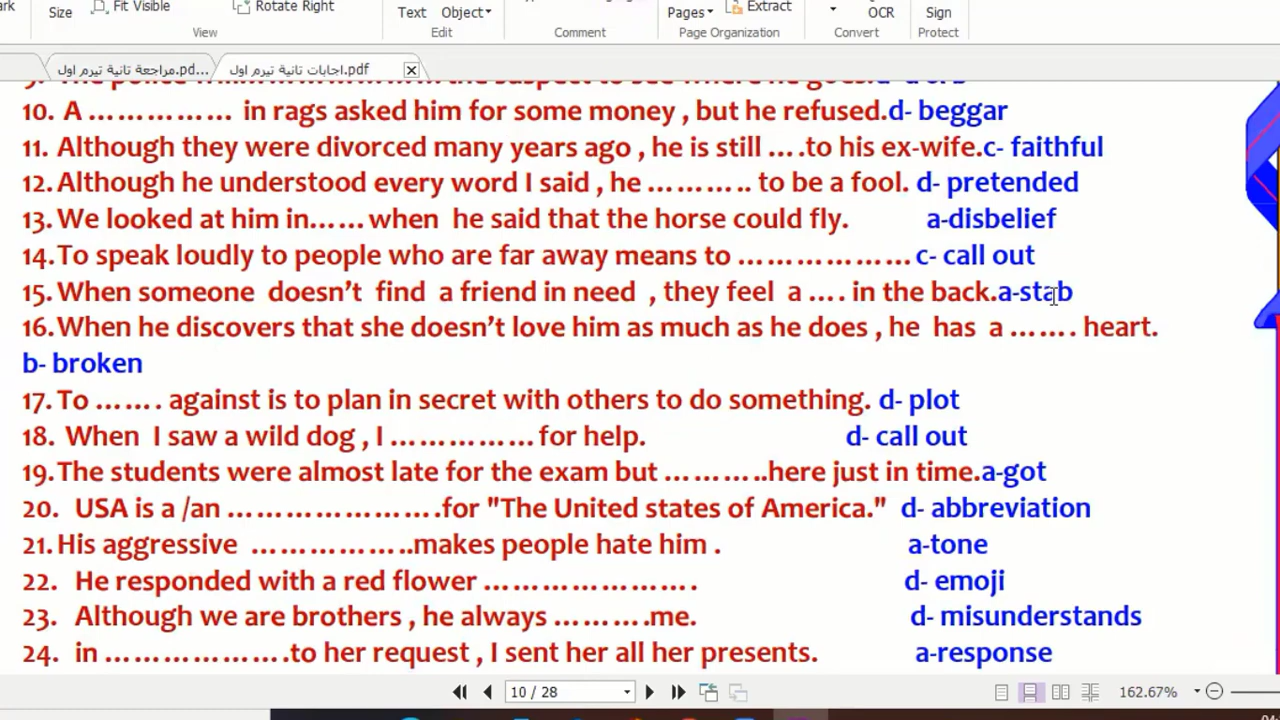 Size
Fit Visible
Rotate Right
Text
Object
Pages
Extract
OCR
Sign
View
Edit
Comment
Page Organization
Convert
Protect
مراجعة تانية تيرم اول.pd...
اجابات تانية تيرم اول.pdf
10. A …………… in rags asked him for some money , but he refused.d- beggar
11. Although they were divorced many years ago , he is still ….to his ex-wife.c- faithful
12. Although he understood every word I said , he ……….. to be a fool. d- pretended
13. We looked at him in…… when he said that the horse could fly. a-disbelief
14. To speak loudly to people who are far away means to ……………… c- call out
15. When someone doesn't find a friend in need , they feel a …. in the back.a-stab
16. When he discovers that she doesn't love him as much as he does , he has a ……. heart.
b- broken
17. To ……. against is to plan in secret with others to do something. d- plot
18. When I saw a wild dog , I …………… for help. d- call out
19. The students were almost late for the exam but ………..here just in time.a-got
20. USA is a /an ………………….for "The United states of America." d- abbreviation
21. His aggressive ……………..makes people hate him . a-tone
22. He responded with a red flower …………………. d- emoji
23. Although we are brothers , he always ……….me. d- misunderstands
24. in ……………….to her request , I sent her all her presents. a-response
10 / 28
162.67%